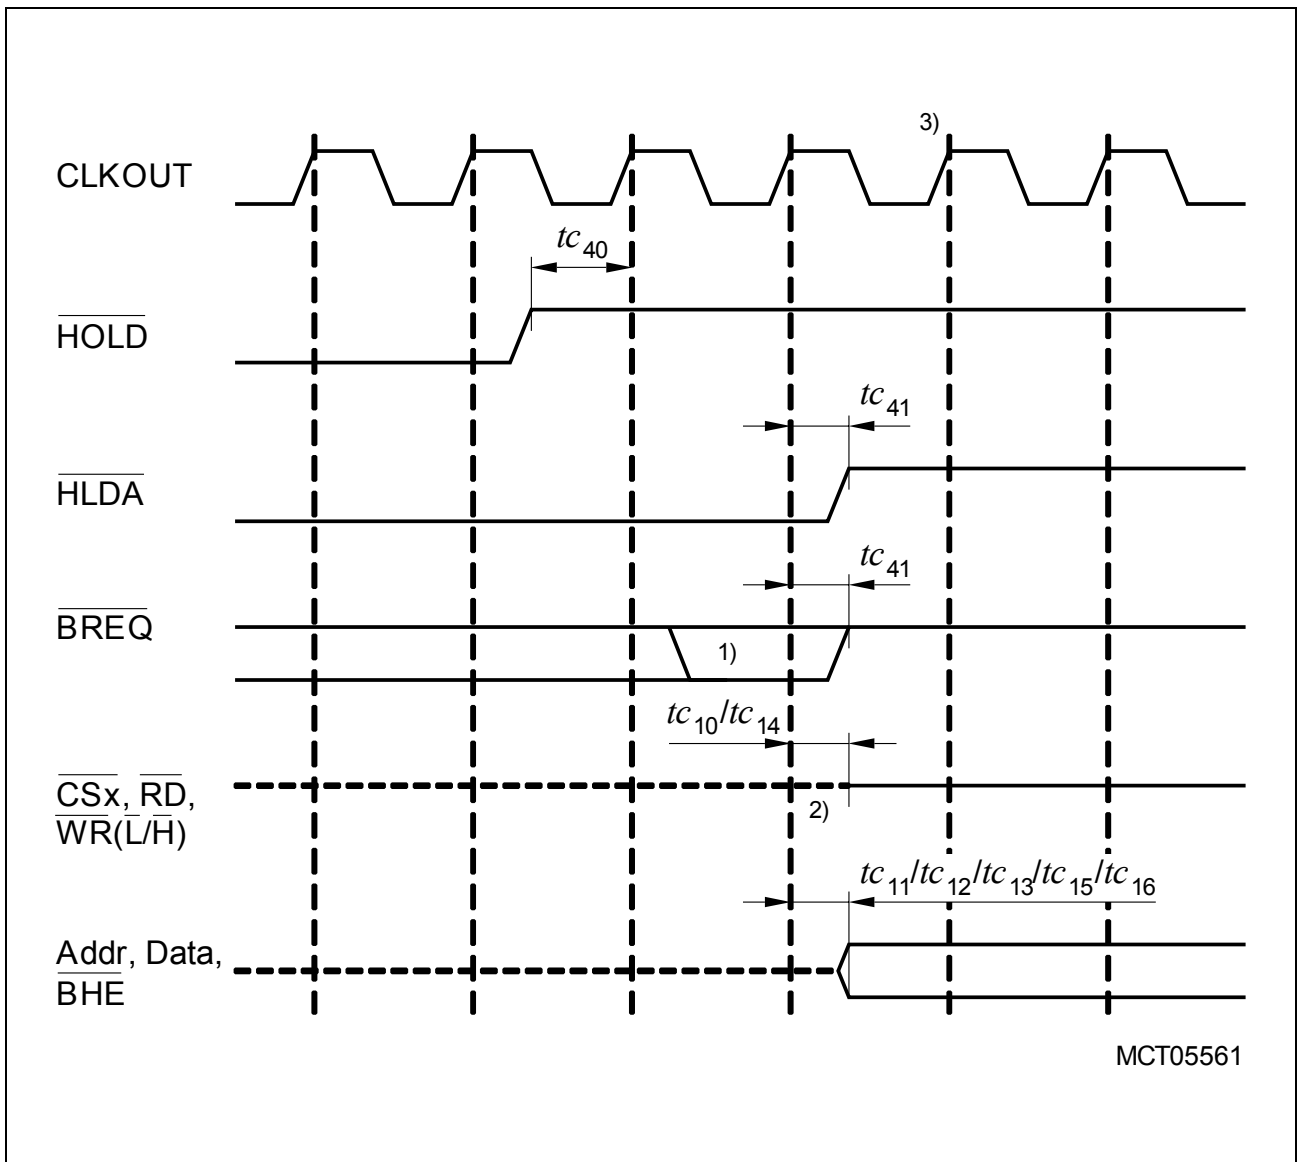 3)
CLKOUT
tc40
HOLD
tc41
HLDA
tc41
BREQ
1)
tc10/tc14
CSx, RD,
WR(L/H)
2)
tc11/tc12/tc13/tc15/tc16
Addr, Data,
BHE
MCT05561